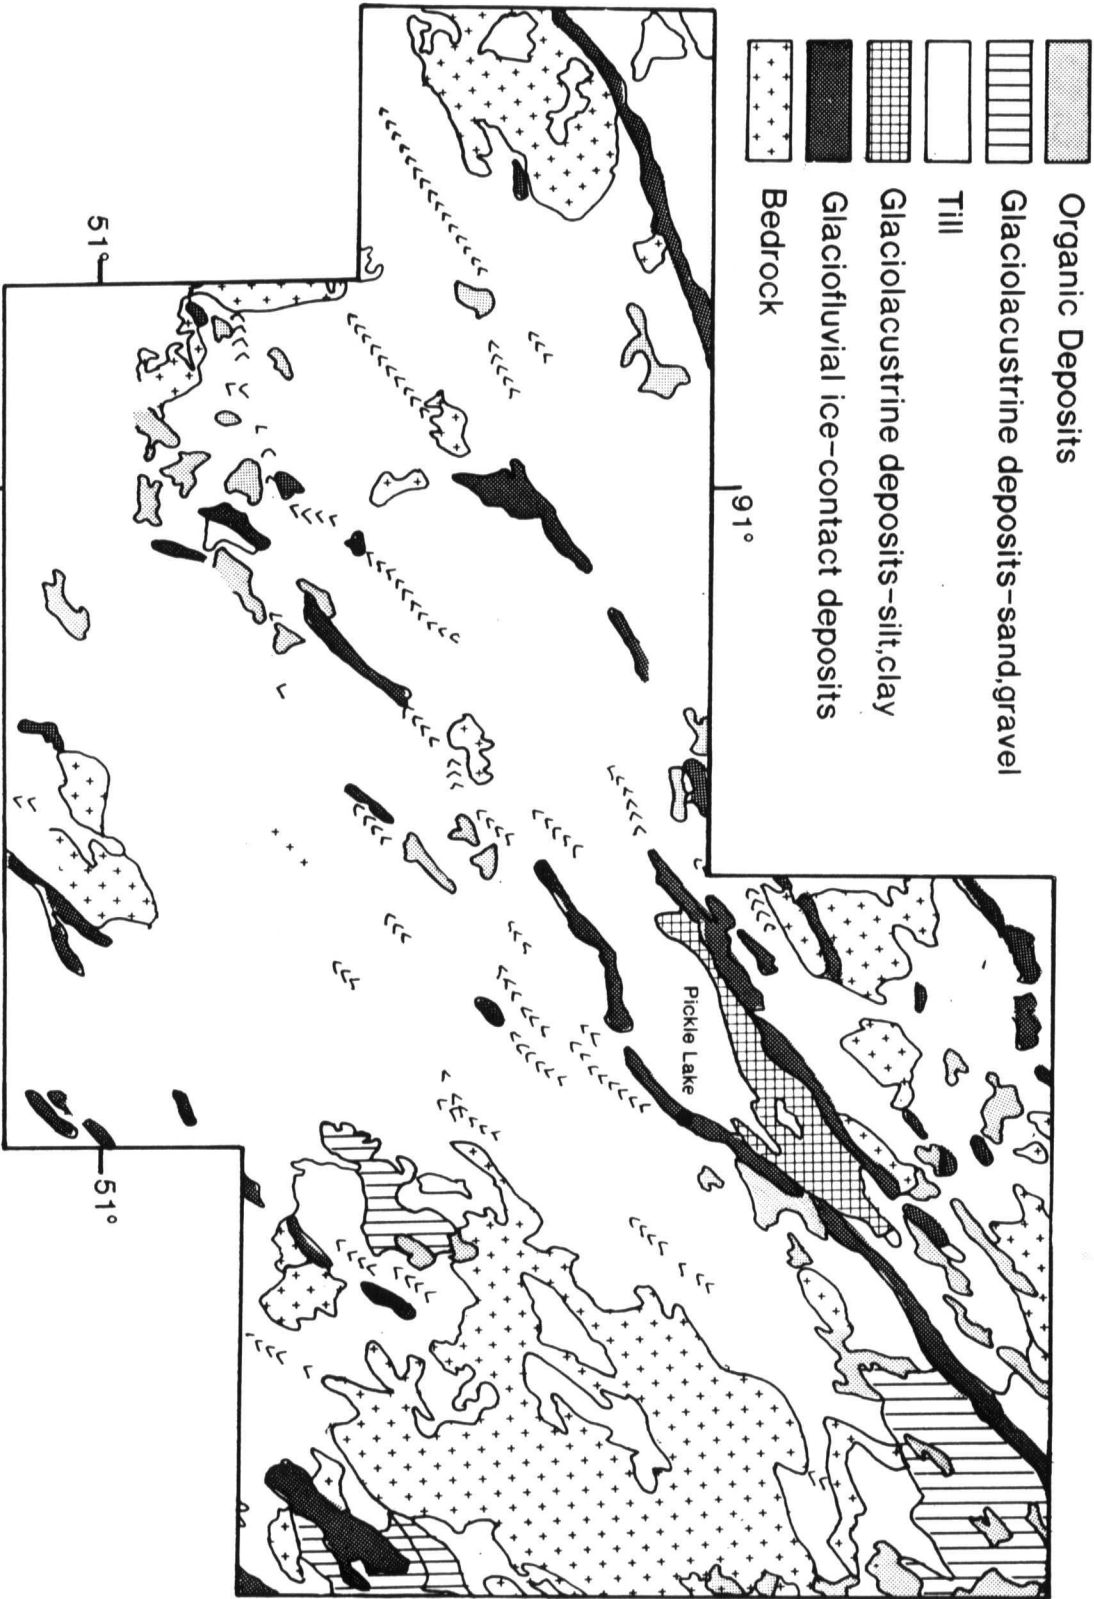 Organic Deposits
Glaciolacustrine deposits-sand,gravel
Till
Glaciolacustrine deposits-silt,clay
Glaciofluvial ice-contact deposits
Bedrock
91°
51°
Pickle Lake
51°